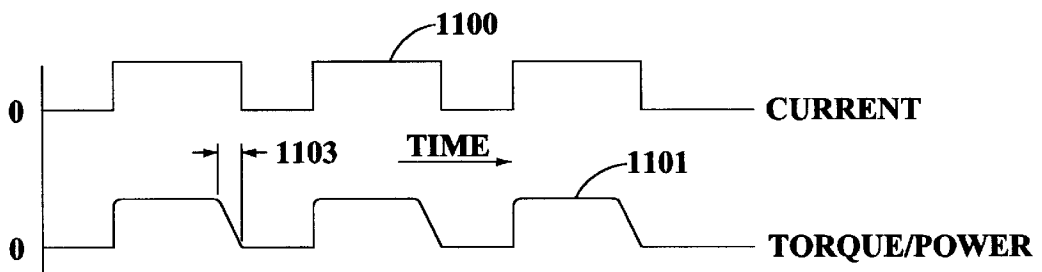 1100
0
CURRENT
1103
TIME
1101
0
TORQUE/POWER